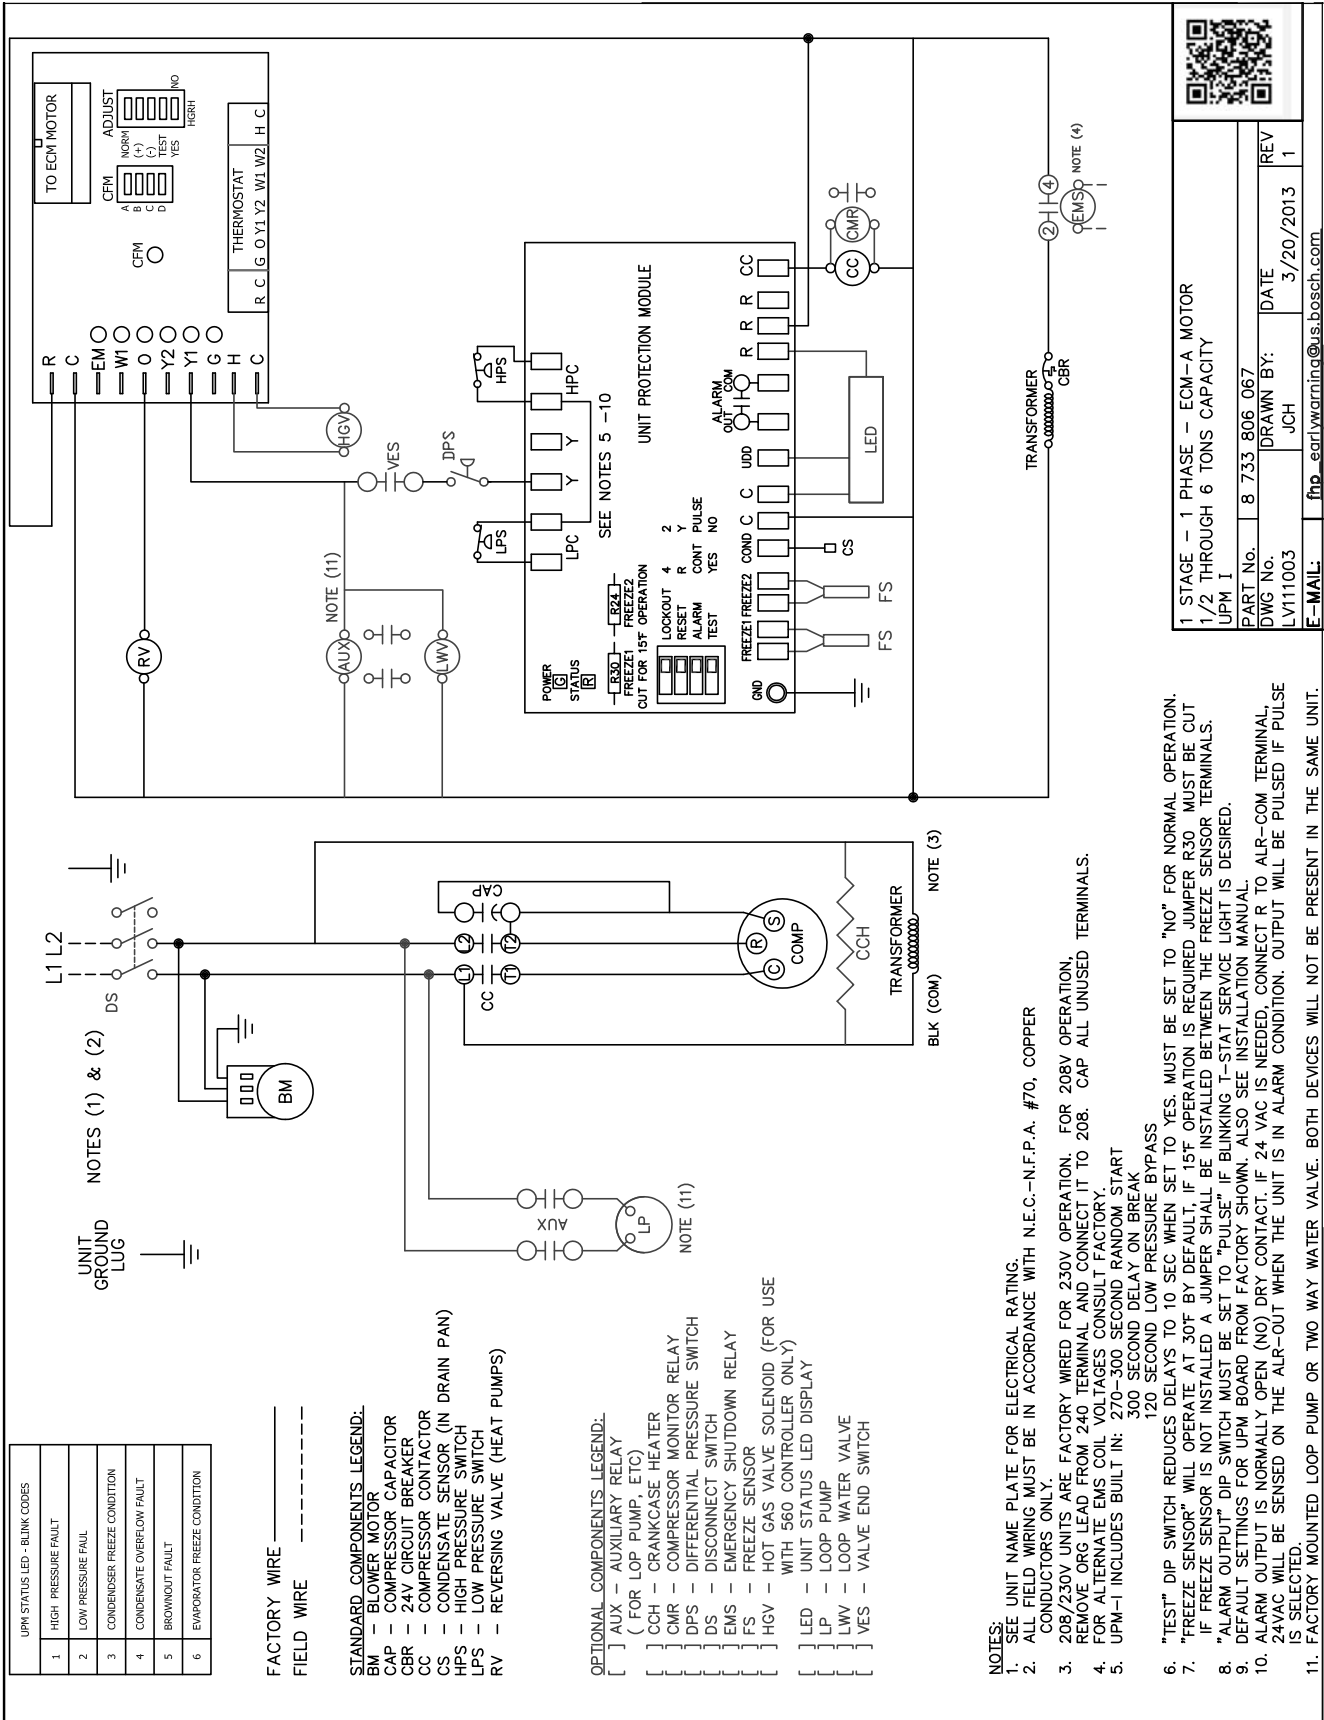 UPM STATUS LED - BLINK CODES
1 HIGH PRESSURE FAULT
2 LOW PRESSURE FAUL
3 CONDENDSER FREEZE CONDITION
4 CONDENSATE OVERFLOW FAULT
5 BROWNOUT FAULT
6 EVAPORATOR FREEZE CONDITION
FACTORY WIRE
FIELD WIRE
STANDARD COMPONENTS LEGEND:
BM - BLOWER MOTOR
CAP - COMPRESSOR CAPACITOR
CBR - 24V CIRCUIT BREAKER
CC - COMPRESSOR CONTACTOR
CS - CONDENSATE SENSOR (IN DRAIN PAN)
HPS - HIGH PRESSURE SWITCH
LPS - LOW PRESSURE SWITCH
RV - REVERSING VALVE (HEAT PUMPS)
OPTIONAL COMPONENTS LEGEND:
[ ] AUX - AUXILIARY RELAY
( FOR LOP PUMP, ETC)
[ ] CCH - CRANKCASE HEATER
[ ] CMR - COMPRESSOR MONITOR RELAY
[ ] DPS - DIFFERENTIAL PRESSURE SWITCH
[ ] DS - DISCONNECT SWITCH
[ ] EMS - EMERGENCY SHUTDOWN RELAY
[ ] FS - FREEZE SENSOR
[ ] HGV - HOT GAS VALVE SOLENOID (FOR USE
WITH 560 CONTROLLER ONLY)
[ ] LED - UNIT STATUS LED DISPLAY
[ ] LP - LOOP PUMP
[ ] LWV - LOOP WATER VALVE
[ ] VES - VALVE END SWITCH
NOTES:
1. SEE UNIT NAME PLATE FOR ELECTRICAL RATING.
2. ALL FIELD WIRING MUST BE IN ACCORDANCE WITH N.E.C.-N.F.P.A. #70, COPPER
CONDUCTORS ONLY.
3. 208/230V UNITS ARE FACTORY WIRED FOR 230V OPERATION. FOR 208V OPERATION,
REMOVE ORG LEAD FROM 240 TERMINAL AND CONNECT IT TO 208. CAP ALL UNUSED TERMINALS.
4. FOR ALTERNATE EMS COIL VOLTAGES CONSULT FACTORY.
5. UPM-I INCLUDES BUILT IN: 270-300 SECOND RANDOM START
300 SECOND DELAY ON BREAK
120 SECOND LOW PRESSURE BYPASS
6. "TEST" DIP SWITCH REDUCES DELAYS TO 10 SEC WHEN SET TO YES. MUST BE SET TO "NO" FOR NORMAL OPERATION.
7. "FREEZE SENSOR" WILL OPERATE AT 30°F BY DEFAULT, IF 15°F OPERATION IS REQUIRED JUMPER R30 MUST BE CUT
IF FREEZE SENSOR IS NOT INSTALLED A JUMPER SHALL BE INSTALLED BETWEEN THE FREEZE SENSOR TERMINALS.
8. "ALARM OUTPUT" DIP SWITCH MUST BE SET TO "PULSE" IF BLINKING T-STAT SERVICE LIGHT IS DESIRED.
9. DEFAULT SETTINGS FOR UPM BOARD FROM FACTORY SHOWN. ALSO SEE INSTALLATION MANUAL.
10. ALARM OUTPUT IS NORMALLY OPEN (NO) DRY CONTACT. IF 24 VAC IS NEEDED, CONNECT R TO ALR-COM TERMINAL,
24VAC WILL BE SENSED ON THE ALR-OUT WHEN THE UNIT IS IN ALARM CONDITION. OUTPUT WILL BE PULSED IF PULSE
IS SELECTED.
11. FACTORY MOUNTED LOOP PUMP OR TWO WAY WATER VALVE. BOTH DEVICES WILL NOT BE PRESENT IN THE SAME UNIT.
UNIT
GROUND
LUG
NOTES (1) & (2)
L1 L2
DS
BM
AUX
LP
NOTE (11)
L1
L2
CC
T1
T2
CAP
C
R
S
COMP
CCH
TRANSFORMER
BLK (COM)
NOTE (3)
TO ECM MOTOR
ADJUST
NORM
(+)
(-)
TEST
YES
NO
HGRH
CFM
A
B
C
D
CFM
THERMOSTAT
R C G O Y1 Y2 W1 W2 H C
R
C
EM
W1
O
Y2
Y1
G
H
C
RV
HGV
VES
DPS
NOTE (11)
AUX
LWV
HPS
LPS
HPC
Y
Y
LPC
SEE NOTES 5 -10
UNIT PROTECTION MODULE
POWER
G
STATUS
R
R30
FREEZE1
R24
FREEZE2
CUT FOR 15°F OPERATION
LOCKOUT 4 2
RESET R Y
ALARM CONT PULSE
TEST YES NO
GND
FREEZE1
FREEZE2
COND
C
C
UDD
ALARM
OUT
COM
R
R
R
CC
FS
FS
CS
LED
CC
CMR
TRANSFORMER
CBR
2
4
EMS
NOTE (4)
1 STAGE - 1 PHASE - ECM-A MOTOR
1/2 THROUGH 6 TONS CAPACITY
UPM I
PART No. 8 733 806 067
DWG No. DRAWN BY: DATE REV
LV111003 JCH 3/20/2013 1
E-MAIL: fhp_earlywarning@us.bosch.com